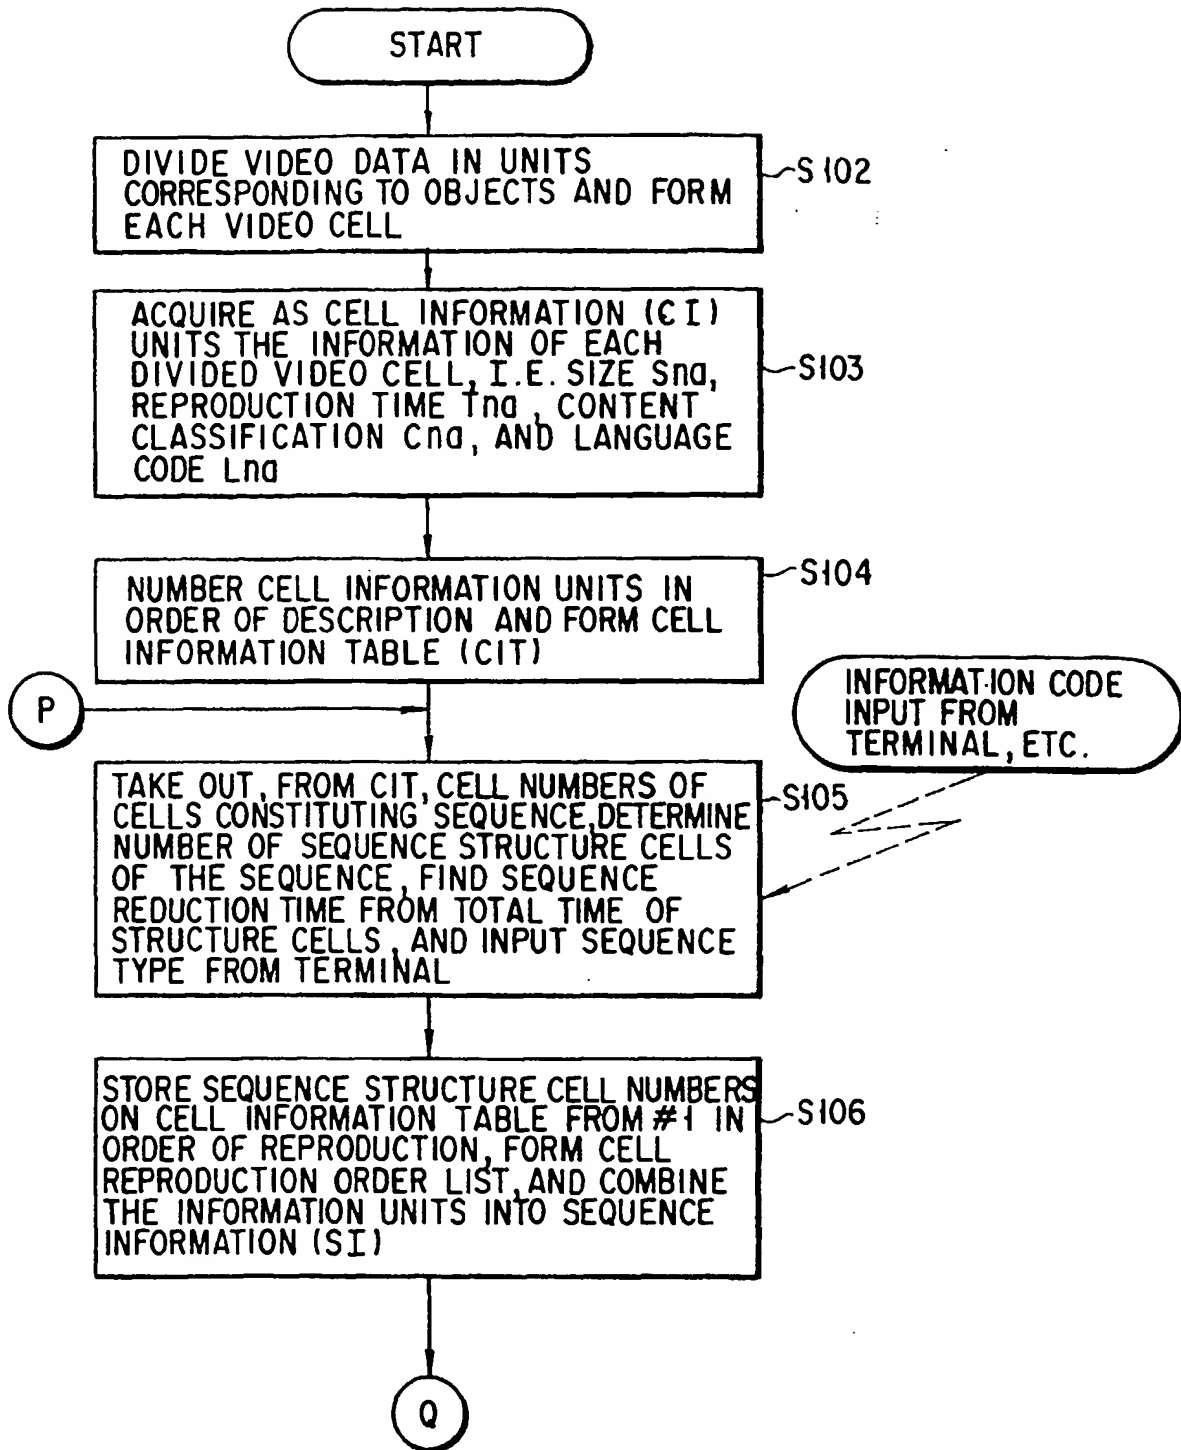 START
DIVIDE VIDEO DATA IN UNITS
CORRESPONDING TO OBJECTS AND FORM
EACH VIDEO CELL
S102
ACQUIRE AS CELL INFORMATION (CI)
UNITS THE INFORMATION OF EACH
DIVIDED VIDEO CELL, I.E. SIZE Sna,
REPRODUCTION TIME Tna, CONTENT
CLASSIFICATION Cna, AND LANGUAGE
CODE Lna
S103
NUMBER CELL INFORMATION UNITS IN
ORDER OF DESCRIPTION AND FORM CELL
INFORMATION TABLE (CIT)
S104
P
INFORMATION CODE
INPUT FROM
TERMINAL, ETC.
TAKE OUT, FROM CIT, CELL NUMBERS OF
CELLS CONSTITUTING SEQUENCE, DETERMINE
NUMBER OF SEQUENCE STRUCTURE CELLS
OF THE SEQUENCE, FIND SEQUENCE
REDUCTION TIME FROM TOTAL TIME OF
STRUCTURE CELLS, AND INPUT SEQUENCE
TYPE FROM TERMINAL
S105
STORE SEQUENCE STRUCTURE CELL NUMBERS
ON CELL INFORMATION TABLE FROM #1 IN
ORDER OF REPRODUCTION, FORM CELL
REPRODUCTION ORDER LIST, AND COMBINE
THE INFORMATION UNITS INTO SEQUENCE
INFORMATION (SI)
S106
Q